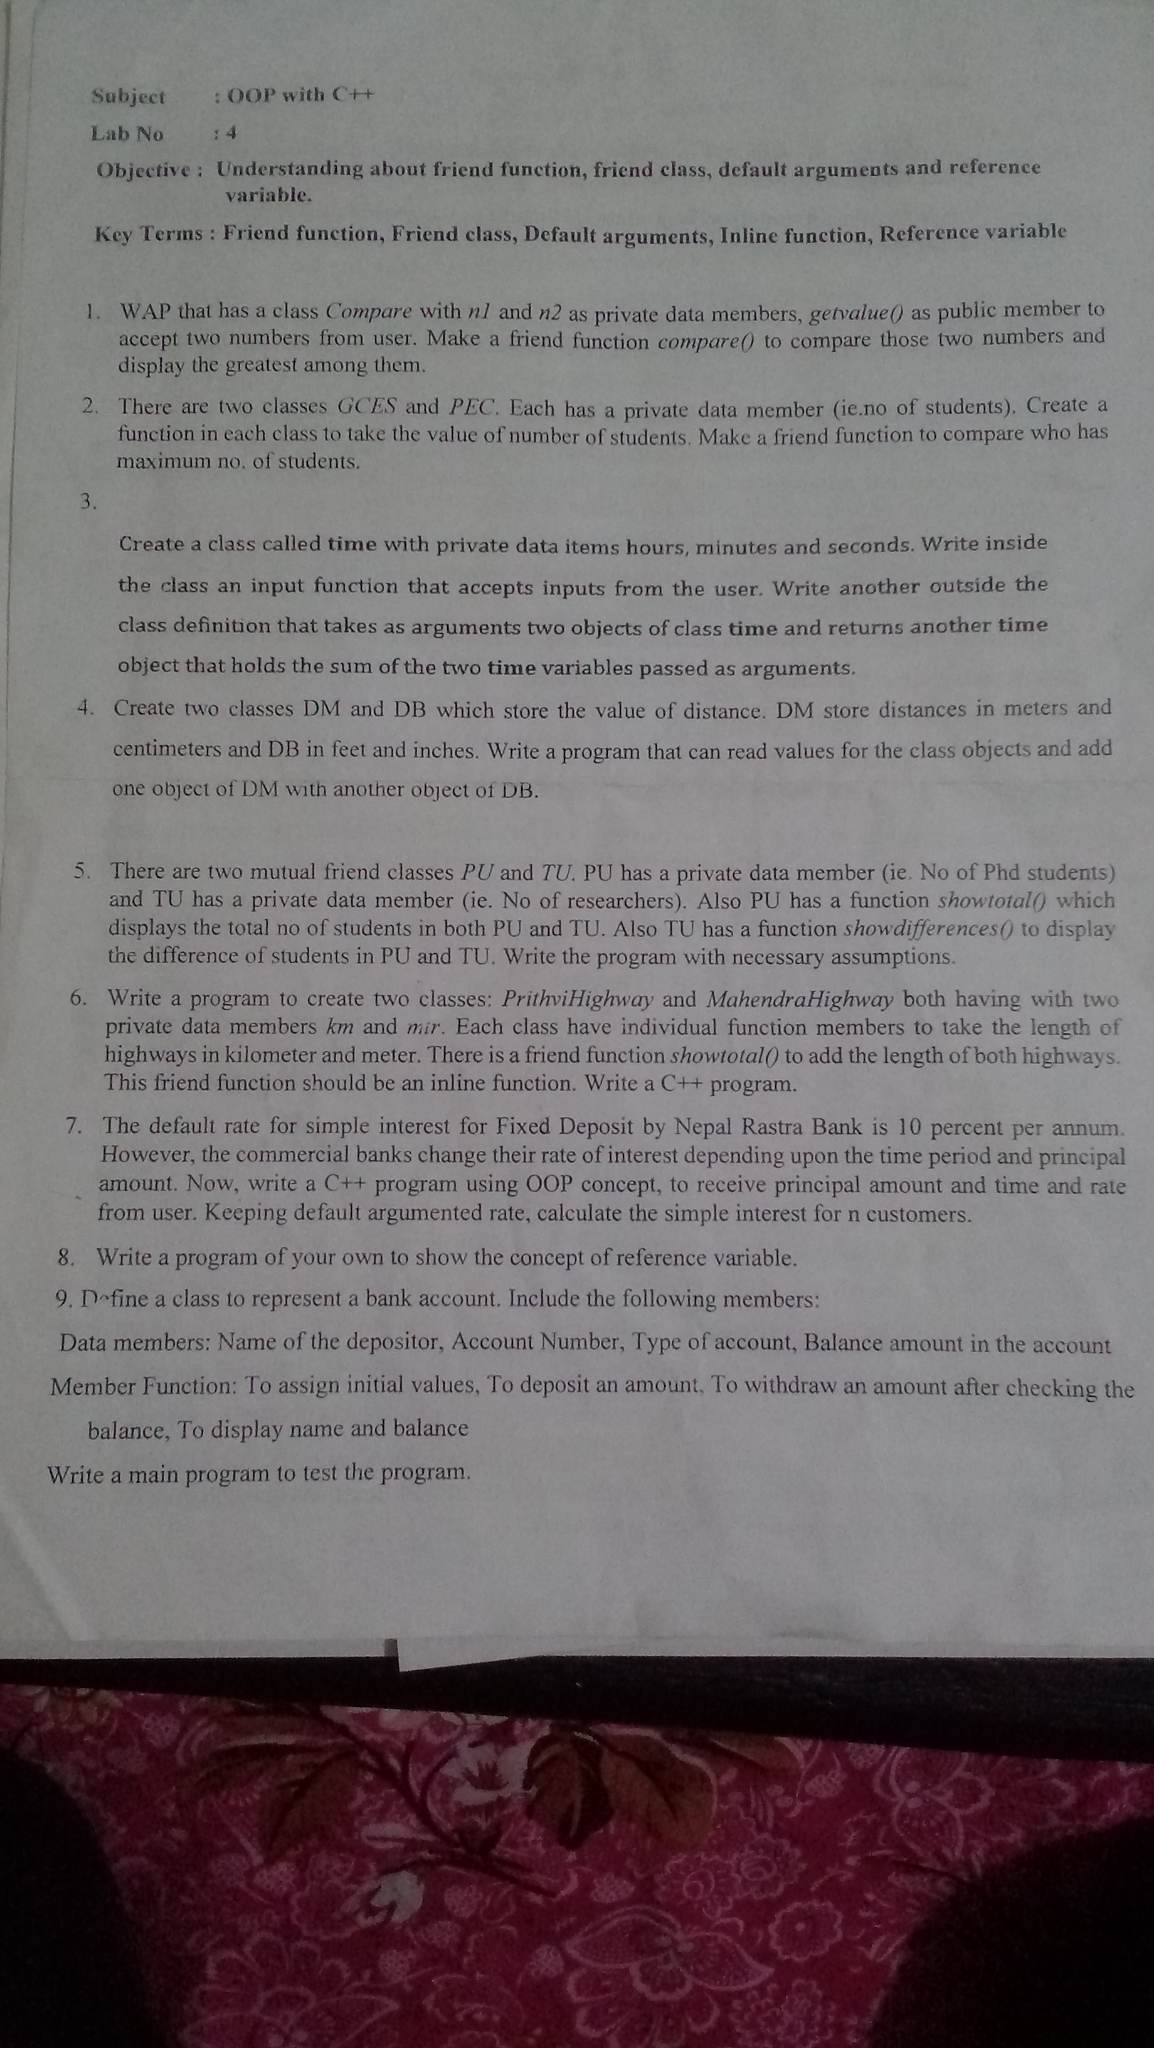 Subject : OOP with C++
Lab No : 4
Objective : Understanding about friend function, friend class, default arguments and reference
variable.
Key Terms : Friend function, Friend class, Default arguments, Inline function, Reference variable
1. WAP that has a class Compare with n1 and n2 as private data members, getvalue() as public member to
accept two numbers from user. Make a friend function compare() to compare those two numbers and
display the greatest among them.
2. There are two classes GCES and PEC. Each has a private data member (ie.no of students). Create a
function in each class to take the value of number of students. Make a friend function to compare who has
maximum no. of students.
3.
Create a class called time with private data items hours, minutes and seconds. Write inside
the class an input function that accepts inputs from the user. Write another outside the
class definition that takes as arguments two objects of class time and returns another time
object that holds the sum of the two time variables passed as arguments.
4. Create two classes DM and DB which store the value of distance. DM store distances in meters and
centimeters and DB in feet and inches. Write a program that can read values for the class objects and add
one object of DM with another object of DB.
5. There are two mutual friend classes PU and TU. PU has a private data member (ie. No of Phd students)
and TU has a private data member (ie. No of researchers). Also PU has a function showtotal() which
displays the total no of students in both PU and TU. Also TU has a function showdifferences() to display
the difference of students in PU and TU. Write the program with necessary assumptions.
6. Write a program to create two classes: PrithviHighway and MahendraHighway both having with two
private data members km and mtr. Each class have individual function members to take the length of
highways in kilometer and meter. There is a friend function showtotal() to add the length of both highways.
This friend function should be an inline function. Write a C++ program.
7. The default rate for simple interest for Fixed Deposit by Nepal Rastra Bank is 10 percent per annum.
However, the commercial banks change their rate of interest depending upon the time period and principal
amount. Now, write a C++ program using OOP concept, to receive principal amount and time and rate
from user. Keeping default argumented rate, calculate the simple interest for n customers.
8. Write a program of your own to show the concept of reference variable.
9. Define a class to represent a bank account. Include the following members:
Data members: Name of the depositor, Account Number, Type of account, Balance amount in the account
Member Function: To assign initial values, To deposit an amount, To withdraw an amount after checking the
balance, To display name and balance
Write a main program to test the program.